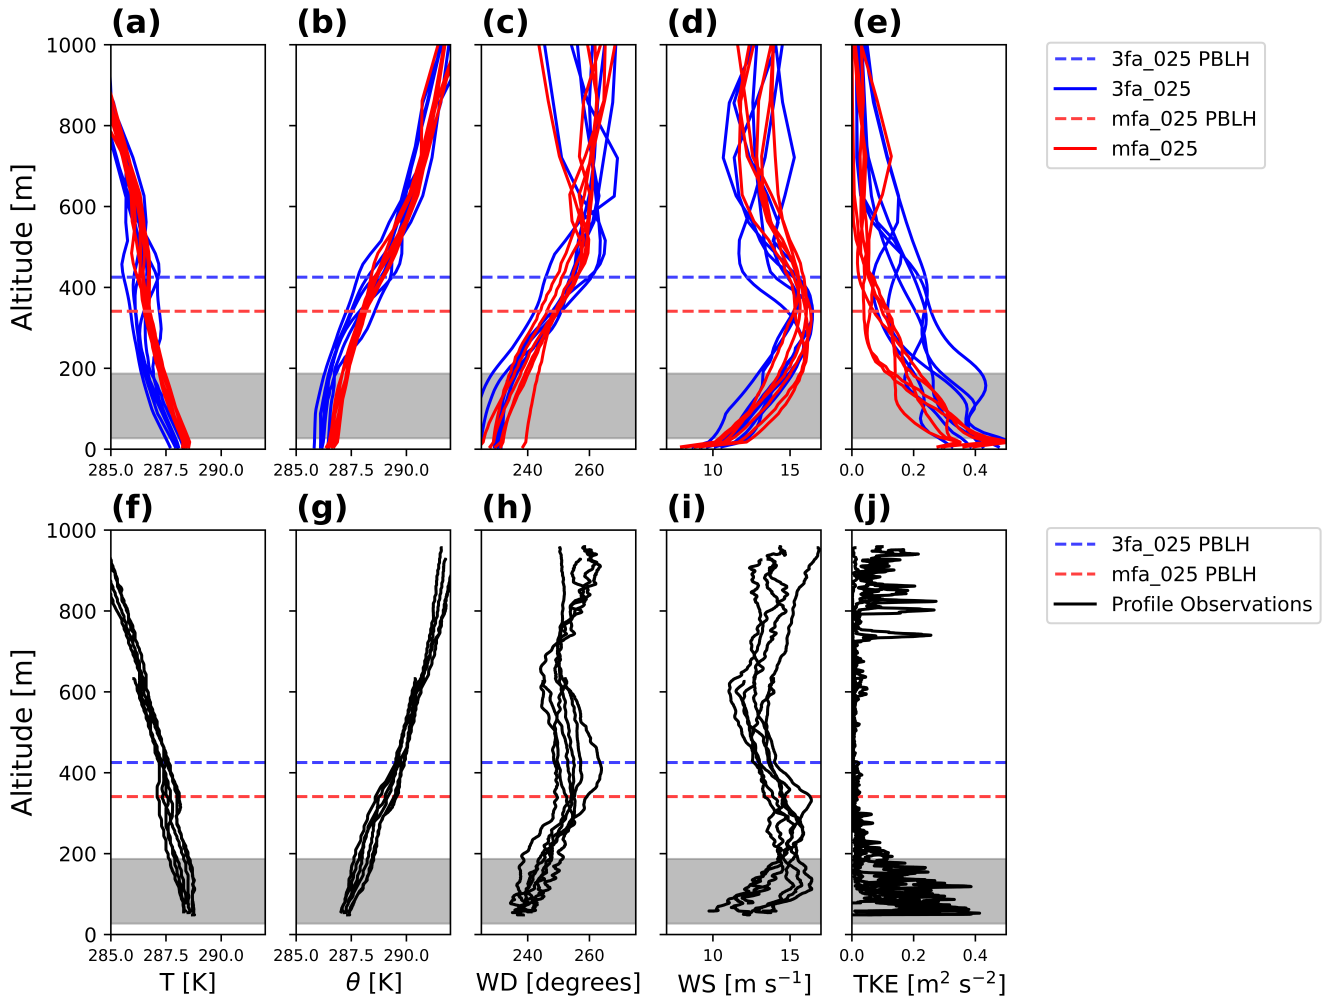 (a) (b) (c) (d) (e)
1000
800
600
400
200
0
Altitude [m]
285.0 287.5 290.0
285.0 287.5 290.0
240 260
10 15
0.0 0.2 0.4
3fa_025 PBLH
3fa_025
mfa_025 PBLH
mfa_025
(f) (g) (h) (i) (j)
1000
800
600
400
200
0
Altitude [m]
285.0 287.5 290.0
285.0 287.5 290.0
240 260
10 15
0.0 0.2 0.4
T [K]
θ [K]
WD [degrees]
WS [m s⁻¹]
TKE [m² s⁻²]
3fa_025 PBLH
mfa_025 PBLH
Profile Observations